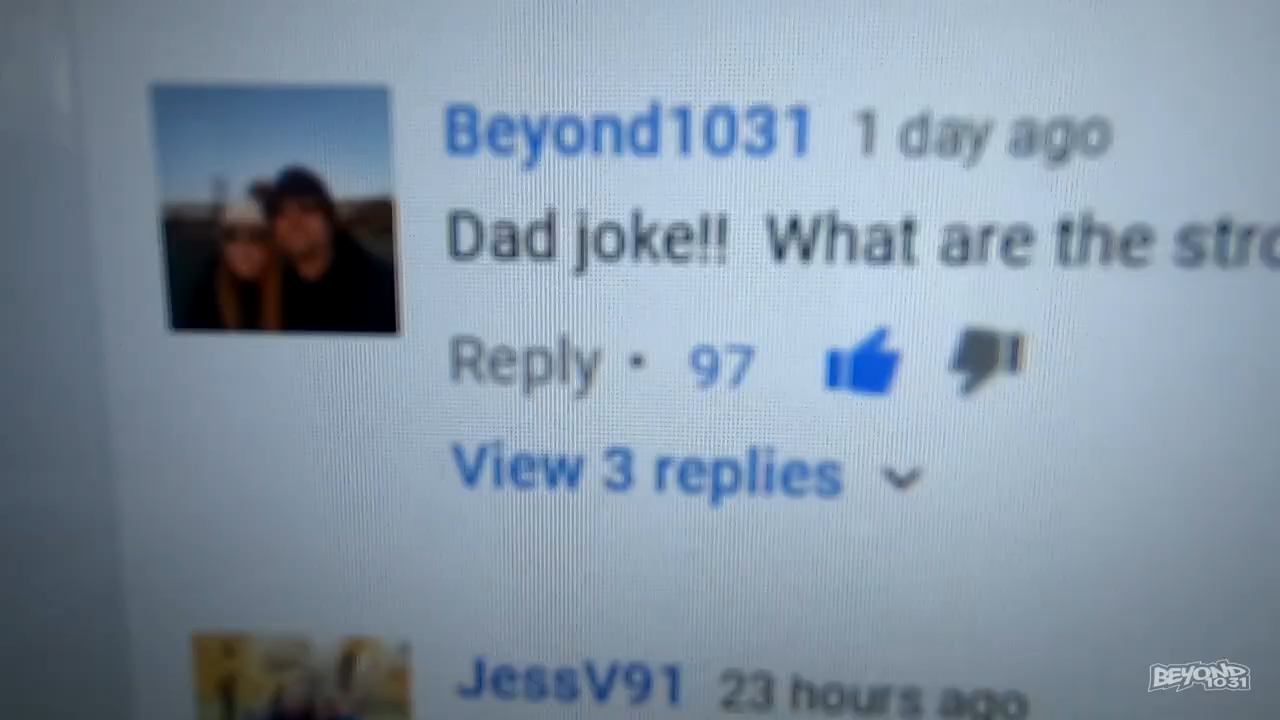 Beyond1031 1 day ago
Dad joke!! What are the stro
Reply · 97
View 3 replies
JessV91 23 hours ago
BEYOND
1031